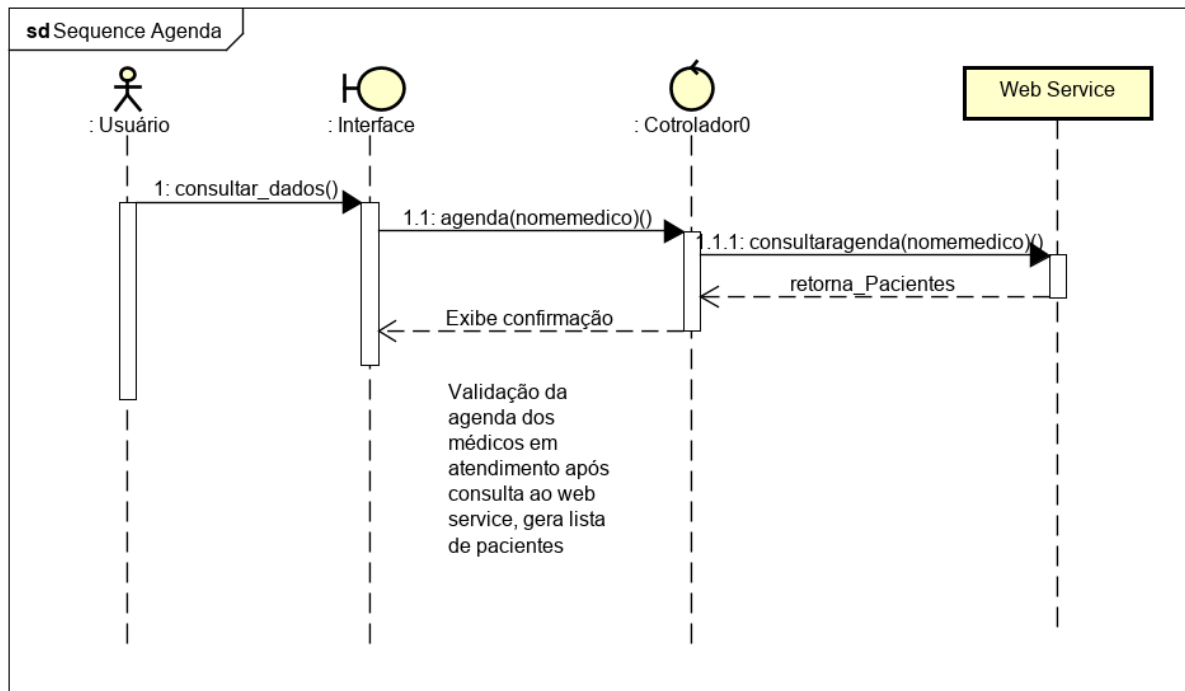 sd Sequence Agenda
Web Service
: Usuário
: Interface
: Cotrolador0
1: consultar_dados()
1.1: agenda(nomemedico)()
1.1.1: consultaragenda(nomemedico)()
retorna_Pacientes
Exibe confirmação
Validação da
agenda dos
médicos em
atendimento após
consulta ao web
service, gera lista
de pacientes